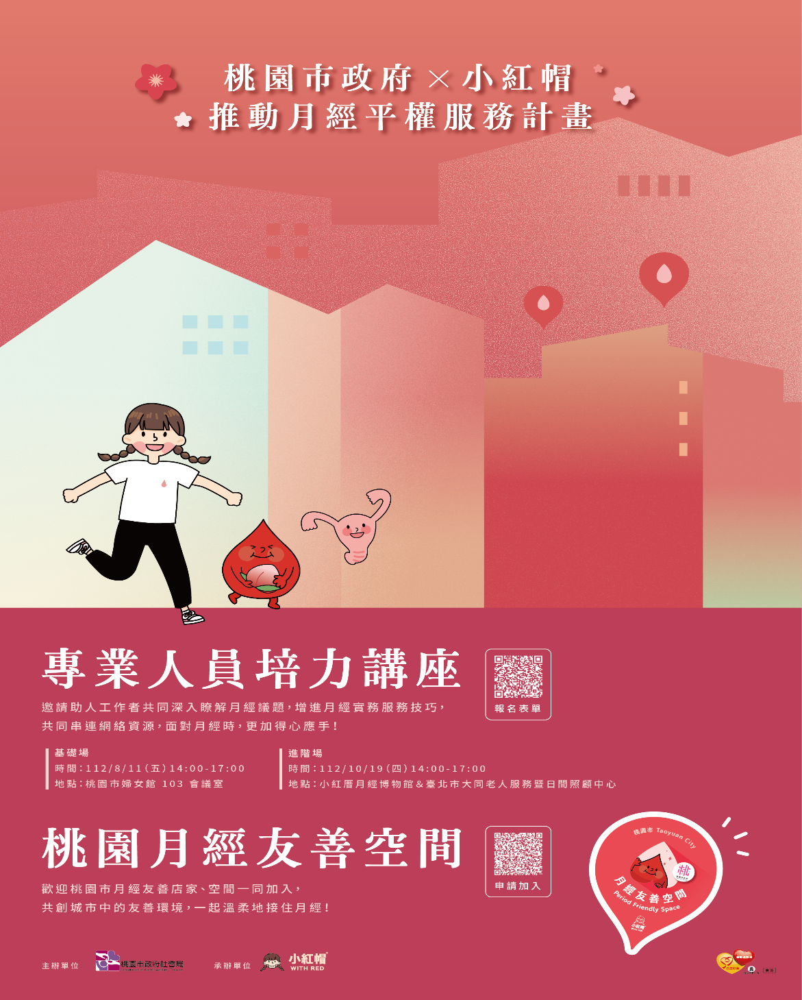 桃園市政府×小紅帽
推動月經平權服務計畫
專業人員培力講座
邀請助人工作者共同深入瞭解月經議題，增進月經實務服務技巧，
共同串連網絡資源，面對月經時，更加得心應手！
報名表單
基礎場
時間：112/8/11（五）14:00-17:00
地點：桃園市婦女館 103 會議室
進階場
時間：112/10/19（四）14:00-17:00
地點：小紅厝月經博物館＆臺北市大同老人服務暨日間照顧中心
桃園月經友善空間
歡迎桃園市月經友善店家、空間一同加入，
共創城市中的友善環境，一起溫柔地接住月經！
申請加入
桃園市 Taoyuan City
桃
月經友善空間
Period Friendly Space
小紅帽
WITH RED
主辦單位
桃園市政府社會局
承辦單位
小紅帽
WITH RED